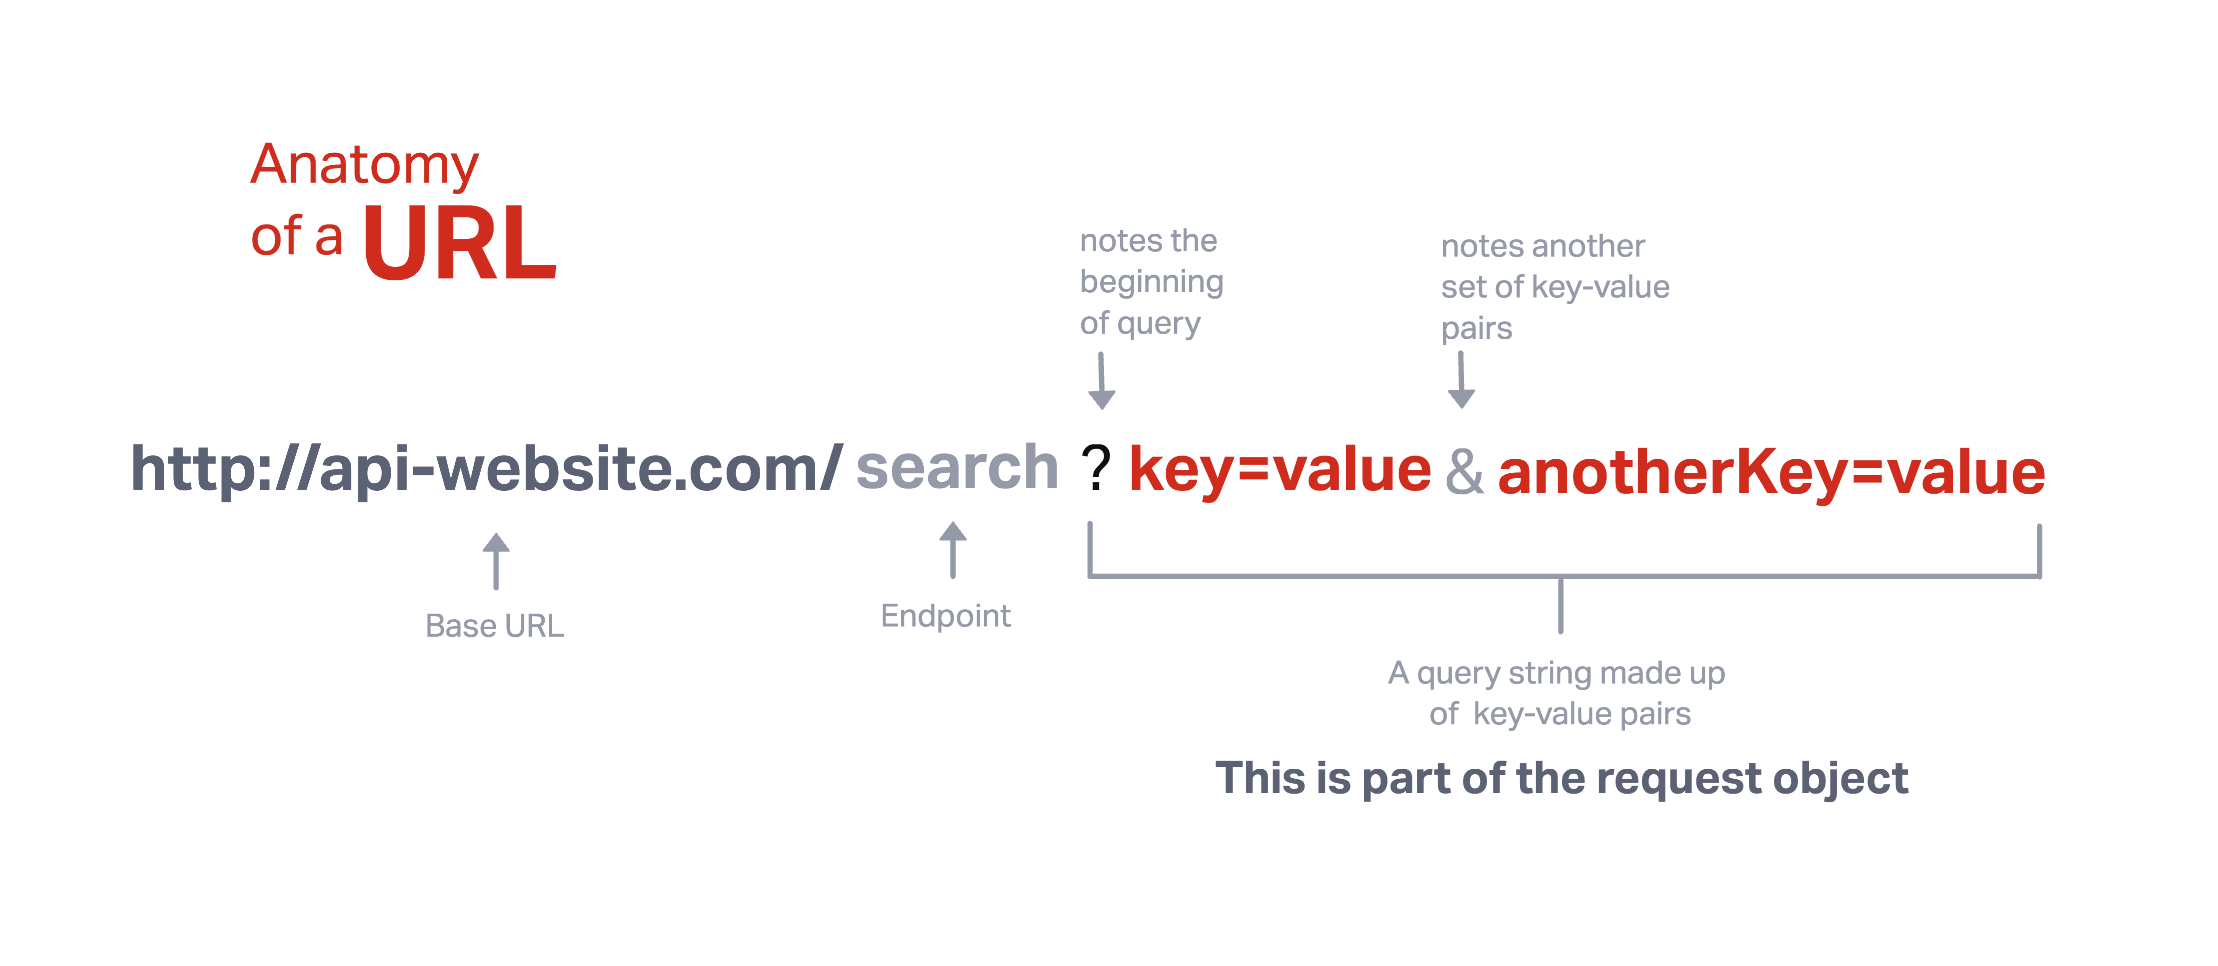 Anatomy
of a URL
notes the
beginning
of query
notes another
set of key-value
pairs
http://api-website.com/ search ? key=value & anotherKey=value
Base URL
Endpoint
A query string made up
of key-value pairs
This is part of the request object